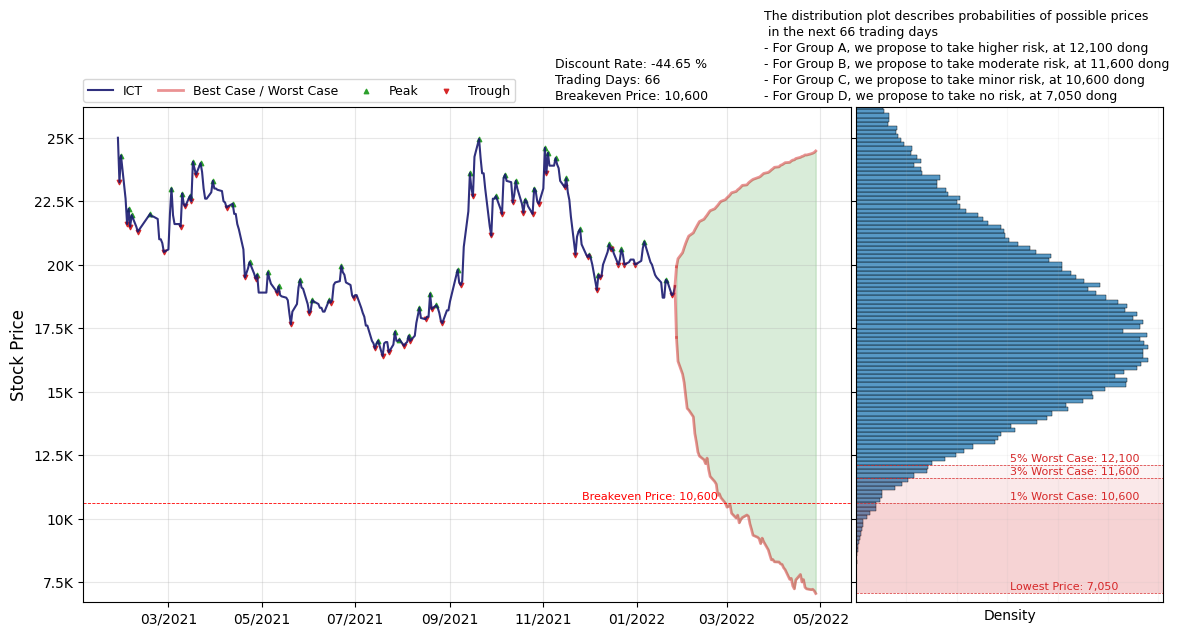 The distribution plot describes probabilities of possible prices
in the next 66 trading days
- For Group A, we propose to take higher risk, at 12,100 dong
- For Group B, we propose to take moderate risk, at 11,600 dong
- For Group C, we propose to take minor risk, at 10,600 dong
- For Group D, we propose to take no risk, at 7,050 dong
Discount Rate: -44.65 %
Trading Days: 66
Breakeven Price: 10,600
ICT
Best Case / Worst Case
Peak
Trough
Stock Price
25K
22.5K
20K
17.5K
15K
12.5K
10K
7.5K
Breakeven Price: 10,600
5% Worst Case: 12,100
3% Worst Case: 11,600
1% Worst Case: 10,600
Lowest Price: 7,050
03/2021
05/2021
07/2021
09/2021
11/2021
01/2022
03/2022
05/2022
Density